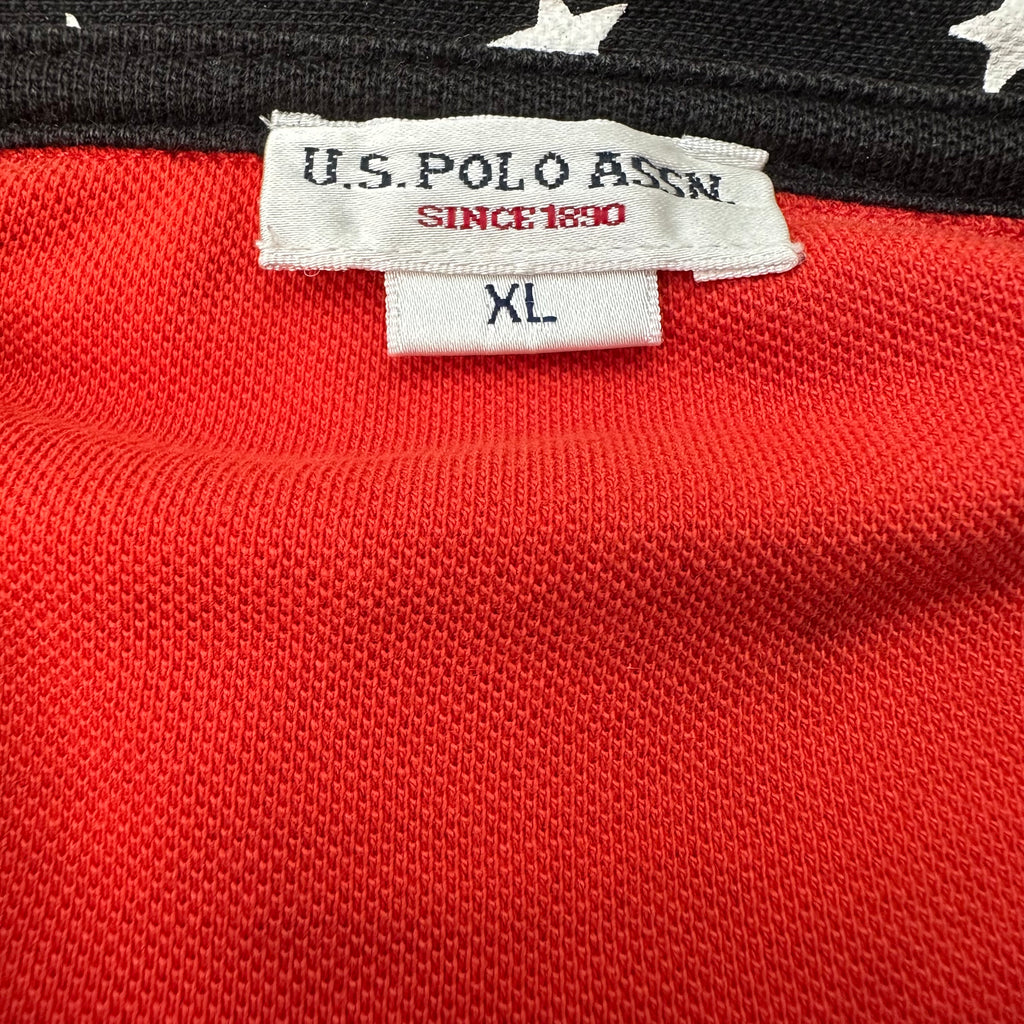 U.S. POLO ASSN.
SINCE 1890
XL